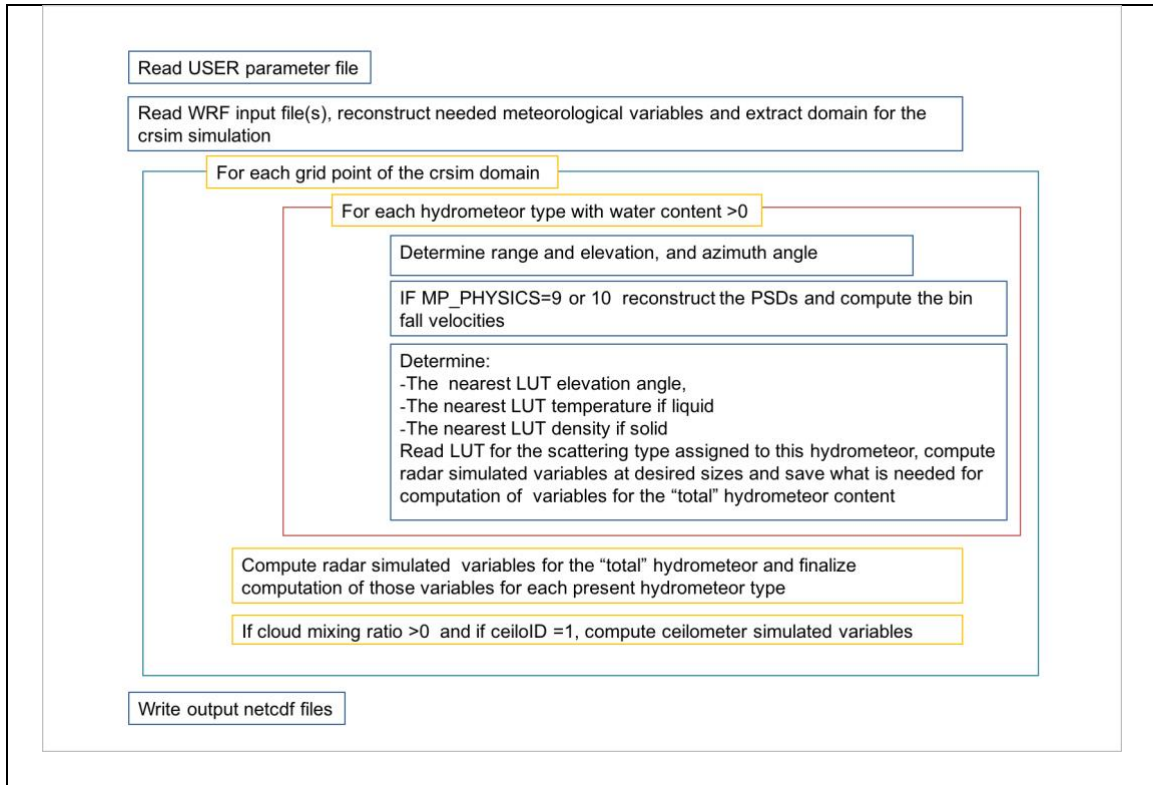 Read USER parameter file
Read WRF input file(s), reconstruct needed meteorological variables and extract domain for the
crsim simulation
For each grid point of the crsim domain
For each hydrometeor type with water content >0
Determine range and elevation, and azimuth angle
IF MP_PHYSICS=9 or 10  reconstruct the PSDs and compute the bin
fall velocities
Determine:
-The  nearest LUT elevation angle,
-The nearest LUT temperature if liquid
-The nearest LUT density if solid
Read LUT for the scattering type assigned to this hydrometeor, compute
radar simulated variables at desired sizes and save what is needed for
computation of  variables for the “total” hydrometeor content
Compute radar simulated  variables for the “total” hydrometeor and finalize
computation of those variables for each present hydrometeor type
If cloud mixing ratio >0  and if ceiloID =1, compute ceilometer simulated variables
Write output netcdf files